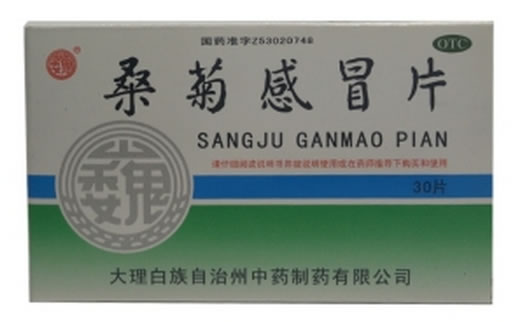 国药准字Z53020748
OTC
桑菊感冒片
SANGJU GANMAO PIAN
请仔细阅读说明书并按说明使用或在药师指导下购买和使用
30片
魏
大理白族自治州中药制药有限公司